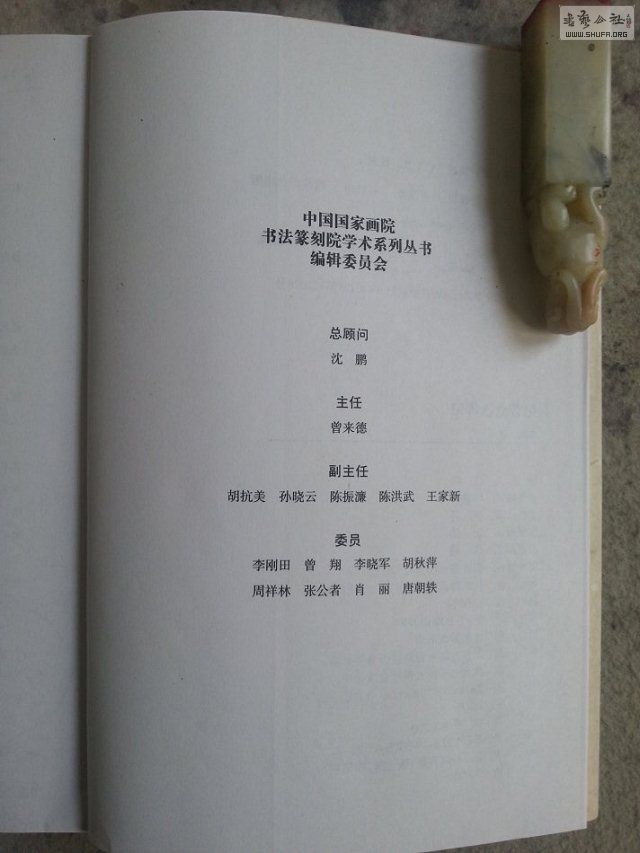 书艺公社
WWW.SHUFA.ORG
中国国家画院
书法篆刻院学术系列丛书
编辑委员会
总顾问
沈 鹏
主任
曾来德
副主任
胡抗美 孙晓云 陈振濂 陈洪武 王家新
委员
李刚田 曾 翔 李晓军 胡秋萍
周祥林 张公者 肖 丽 唐朝轶